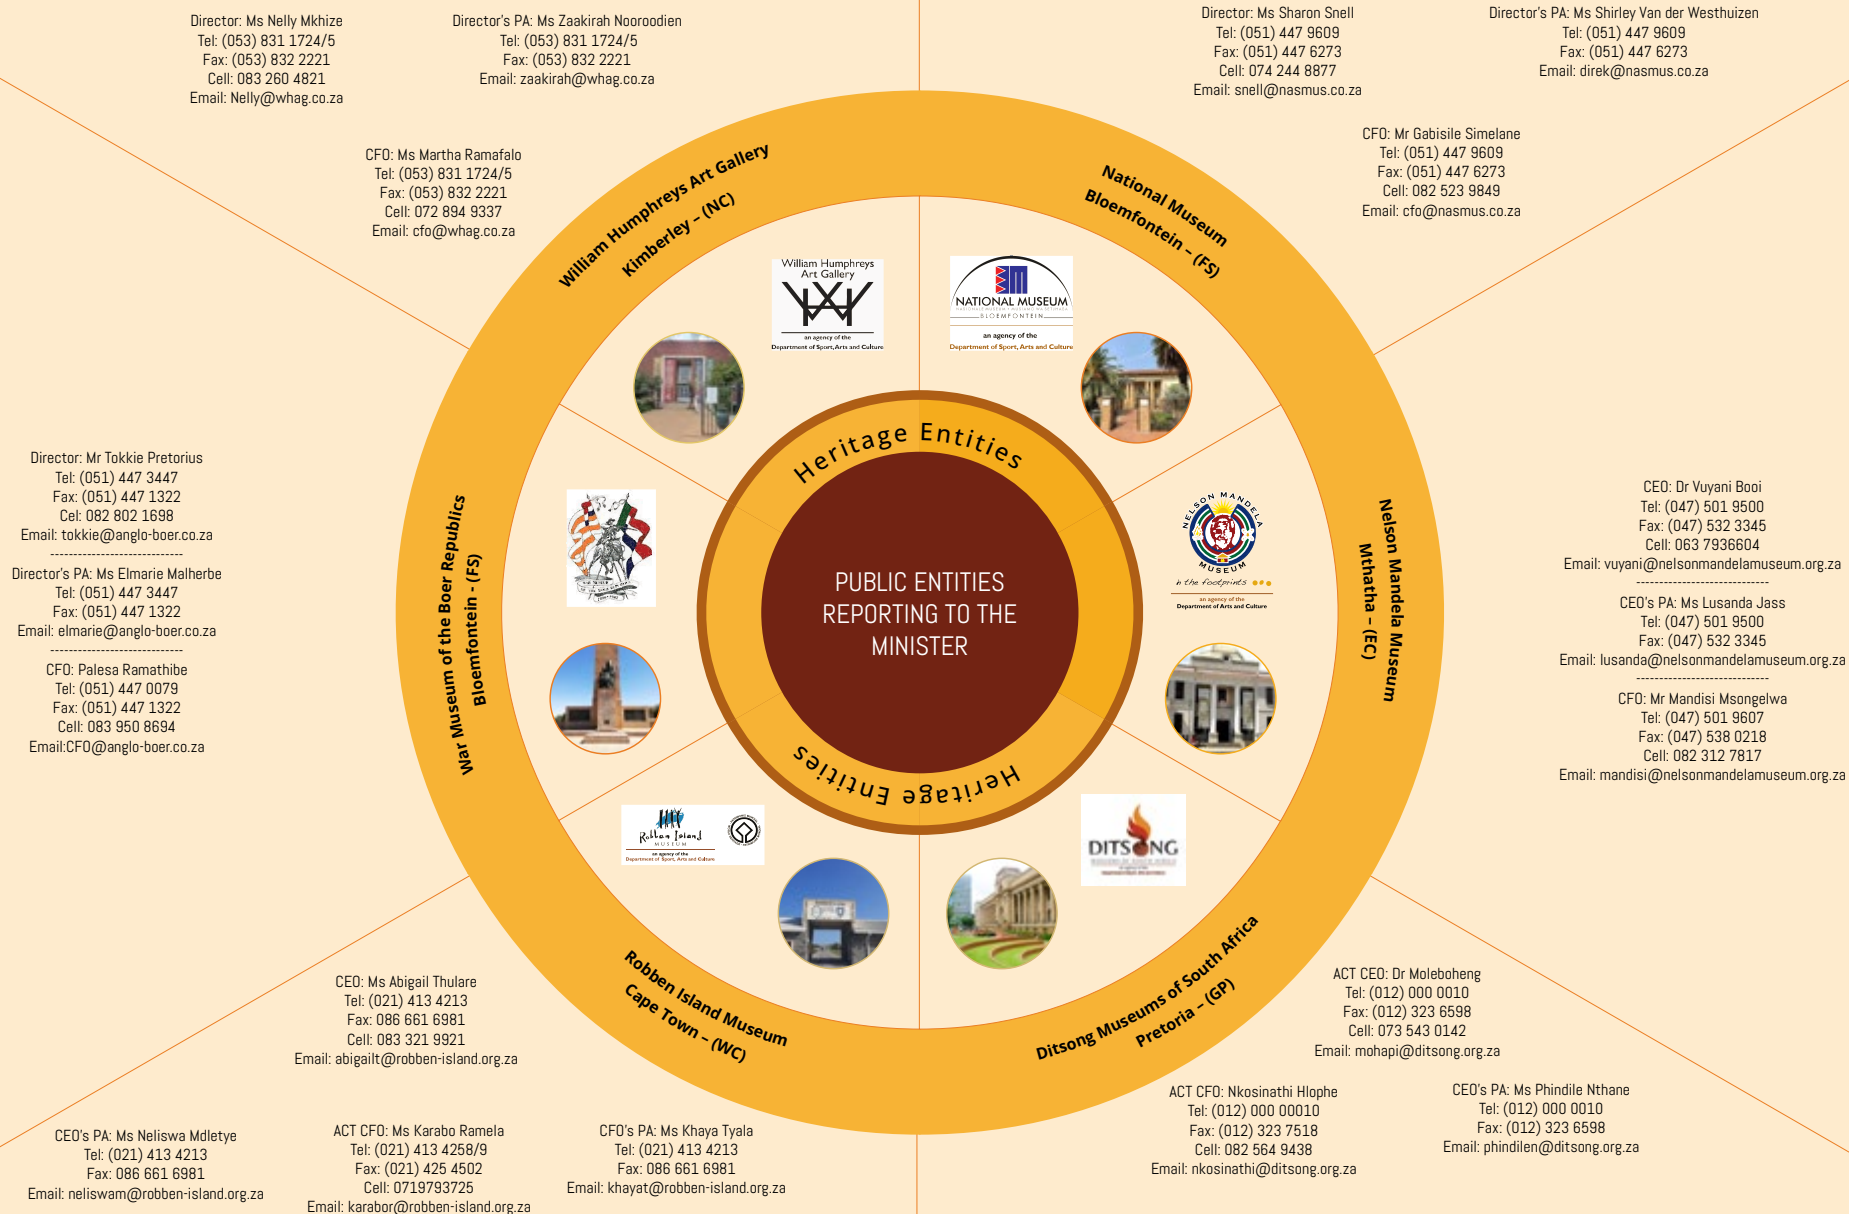 Director: Ms Nelly Mkhize
Tel: (053) 831 1724/5
Fax: (053) 832 2221
Cell: 083 260 4821
Email: Nelly@whag.co.za
Director's PA: Ms Zaakirah Nooroodien
Tel: (053) 831 1724/5
Fax: (053) 832 2221
Email: zaakirah@whag.co.za
CFO: Ms Martha Ramafalo
Tel: (053) 831 1724/5
Fax: (053) 832 2221
Cell: 072 894 9337
Email: cfo@whag.co.za
Director: Ms Sharon Snell
Tel: (051) 447 9609
Fax: (051) 447 6273
Cell: 074 244 8877
Email: snell@nasmus.co.za
Director's PA: Ms Shirley Van der Westhuizen
Tel: (051) 447 9609
Fax: (051) 447 6273
Email: direk@nasmus.co.za
CFO: Mr Gabisile Simelane
Tel: (051) 447 9609
Fax: (051) 447 6273
Cell: 082 523 9849
Email: cfo@nasmus.co.za
William Humphreys Art Gallery
Kimberley – (NC)
National Museum
Bloemfontein – (FS)
William Humphreys
Art Gallery
an agency of the
Department of Sport, Arts and Culture
NATIONAL MUSEUM
BLOEMFONTEIN
an agency of the
Department of Sport, Arts and Culture
Heritage Entities
PUBLIC ENTITIES
REPORTING TO THE
MINISTER
Heritage Entities
Director: Mr Tokkie Pretorius
Tel: (051) 447 3447
Fax: (051) 447 1322
Cel: 082 802 1698
Email: tokkie@anglo-boer.co.za
-----------------------------
Director's PA: Ms Elmarie Malherbe
Tel: (051) 447 3447
Fax: (051) 447 1322
Email: elmarie@anglo-boer.co.za
-----------------------------
CFO: Palesa Ramathibe
Tel: (051) 447 0079
Fax: (051) 447 1322
Cell: 083 950 8694
Email:CFO@anglo-boer.co.za
War Museum of the Boer Republics
Bloemfontein - (FS)
NELSON MANDELA
MUSEUM
the footprints
an agency of the
Department of Arts and Culture
Nelson Mandela Museum
Mthatha – (EC)
CEO: Dr Vuyani Booi
Tel: (047) 501 9500
Fax: (047) 532 3345
Cell: 063 7936604
Email: vuyani@nelsonmandelamuseum.org.za
-----------------------------
CEO's PA: Ms Lusanda Jass
Tel: (047) 501 9500
Fax: (047) 532 3345
Email: lusanda@nelsonmandelamuseum.org.za
-----------------------------
CFO: Mr Mandisi Msongelwa
Tel: (047) 501 9607
Fax: (047) 538 0218
Cell: 082 312 7817
Email: mandisi@nelsonmandelamuseum.org.za
Robben Island
MUSEUM
an agency of the
Department of Sport, Arts and Culture
DITSONG
Robben Island Museum
Cape Town – (WC)
Ditsong Museums of South Africa
Pretoria – (GP)
CEO: Ms Abigail Thulare
Tel: (021) 413 4213
Fax: 086 661 6981
Cell: 083 321 9921
Email: abigailt@robben-island.org.za
CEO's PA: Ms Neliswa Mdletye
Tel: (021) 413 4213
Fax: 086 661 6981
Email: neliswam@robben-island.org.za
ACT CFO: Ms Karabo Ramela
Tel: (021) 413 4258/9
Fax: (021) 425 4502
Cell: 0719793725
Email: karabor@robben-island.org.za
CFO's PA: Ms Khaya Tyala
Tel: (021) 413 4213
Fax: 086 661 6981
Email: khayat@robben-island.org.za
ACT CEO: Dr Moleboheng
Tel: (012) 000 0010
Fax: (012) 323 6598
Cell: 073 543 0142
Email: mohapi@ditsong.org.za
ACT CFO: Nkosinathi Hlophe
Tel: (012) 000 00010
Fax: (012) 323 7518
Cell: 082 564 9438
Email: nkosinathi@ditsong.org.za
CEO's PA: Ms Phindile Nthane
Tel: (012) 000 0010
Fax: (012) 323 6598
Email: phindilen@ditsong.org.za